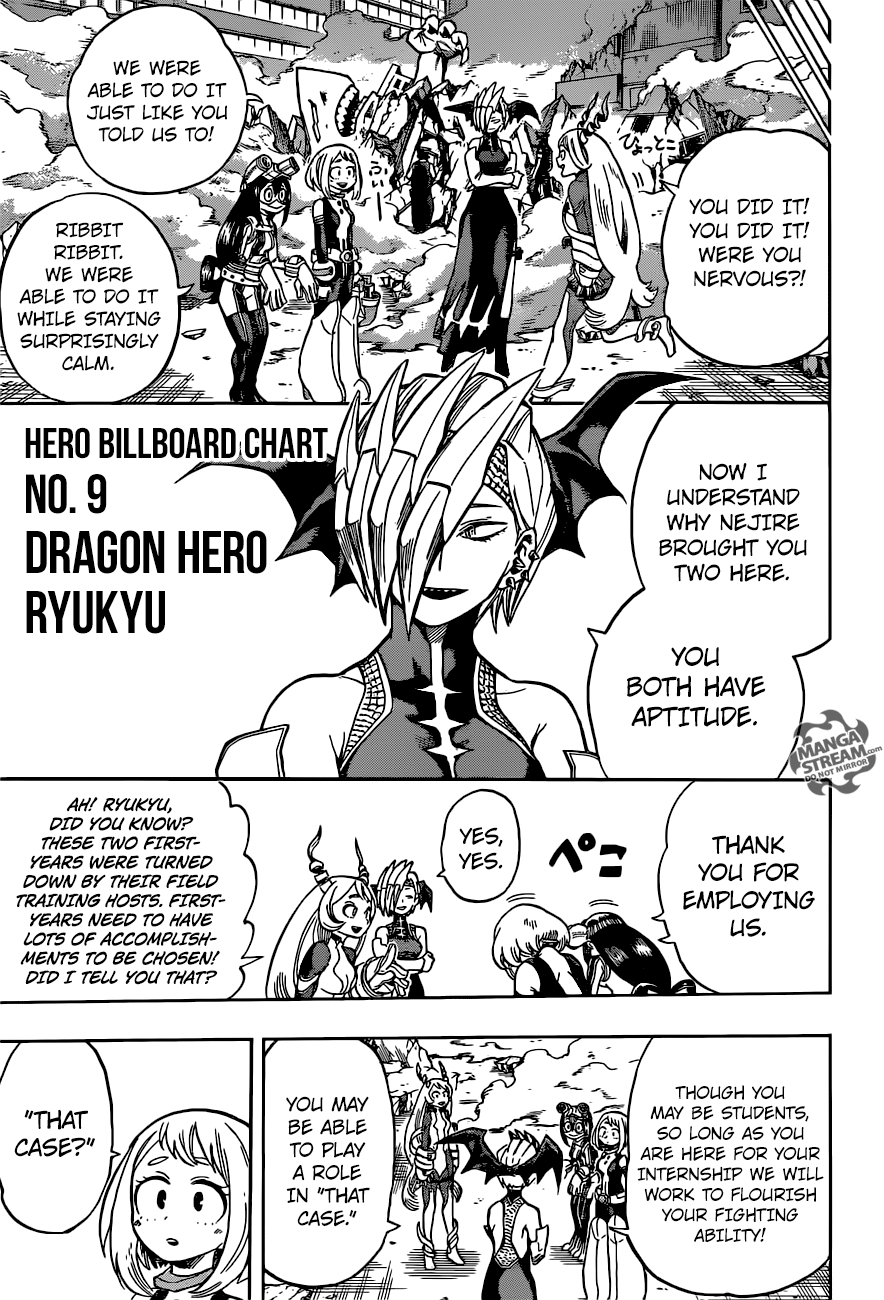 YOU DID IT!
YOU DID IT!
WERE YOU
NERVOUS?!
ひょっこ
WE WERE
ABLE TO DO IT
JUST LIKE YOU
TOLD US TO!
RIBBIT
RIBBIT.
WE WERE
ABLE TO DO IT
WHILE STAYING
SURPRISINGLY
CALM.
NOW I
UNDERSTAND
WHY NEJIRE
BROUGHT YOU
TWO HERE.
YOU
BOTH HAVE
APTITUDE.
HERO BILLBOARD CHART
NO. 9
DRAGON HERO
RYUKYU
MANGA
STREAM.com
DO NOT MIRROR
THANK
YOU FOR
EMPLOYING
US.
ペこ
YES,
YES.
AH! RYUKYU,
DID YOU KNOW?
THESE TWO FIRST-
YEARS WERE TURNED
DOWN BY THEIR FIELD
TRAINING HOSTS. FIRST-
YEARS NEED TO HAVE
LOTS OF ACCOMPLISH-
MENTS TO BE CHOSEN!
DID I TELL YOU THAT?
THOUGH YOU
MAY BE STUDENTS,
SO LONG AS YOU
ARE HERE FOR YOUR
INTERNSHIP WE WILL
WORK TO FLOURISH
YOUR FIGHTING
ABILITY!
YOU MAY
BE ABLE
TO PLAY
A ROLE
IN "THAT
CASE."
"THAT
CASE?"